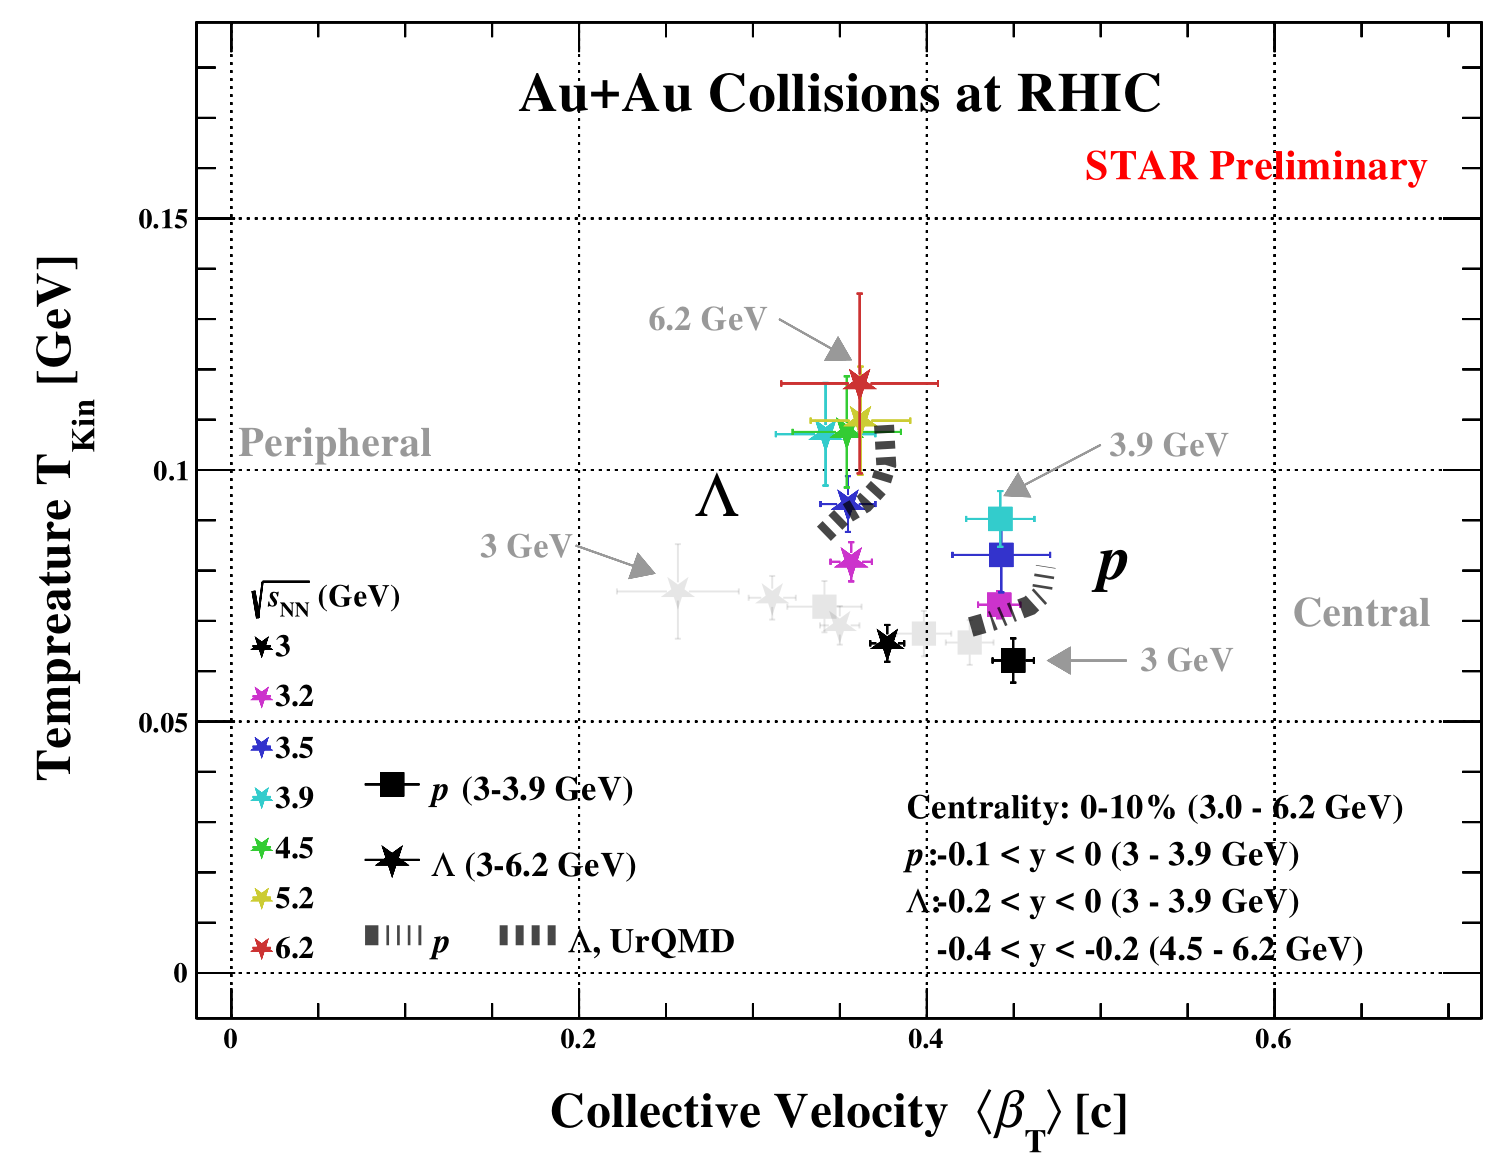 Au+Au Collisions at RHIC
STAR Preliminary
0.15
6.2 GeV
Peripheral
3.9 GeV
0.1
Λ
3 GeV
p
√sNN (GeV)
Central
3
3 GeV
3.2
0.05
3.5
p (3-3.9 GeV)
3.9
Centrality: 0-10% (3.0 - 6.2 GeV)
4.5
Λ (3-6.2 GeV)
p:-0.1 < y < 0 (3 - 3.9 GeV)
5.2
Λ:-0.2 < y < 0 (3 - 3.9 GeV)
6.2
p Λ, UrQMD
-0.4 < y < -0.2 (4.5 - 6.2 GeV)
0
0 0.2 0.4 0.6
Collective Velocity ⟨βT⟩ [c]
Tempreature TKin [GeV]